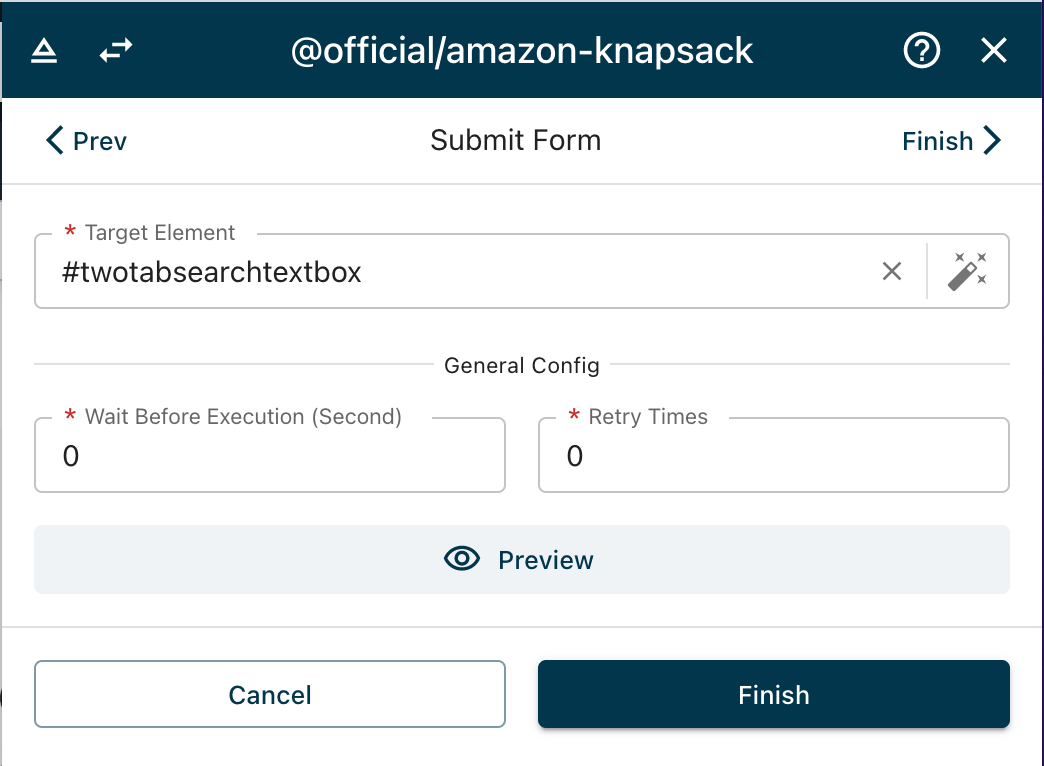 @official/amazon-knapsack
Prev
Submit Form
Finish
* Target Element
#twotabsearchtextbox
General Config
* Wait Before Execution (Second)
* Retry Times
0
0
Preview
Cancel
Finish